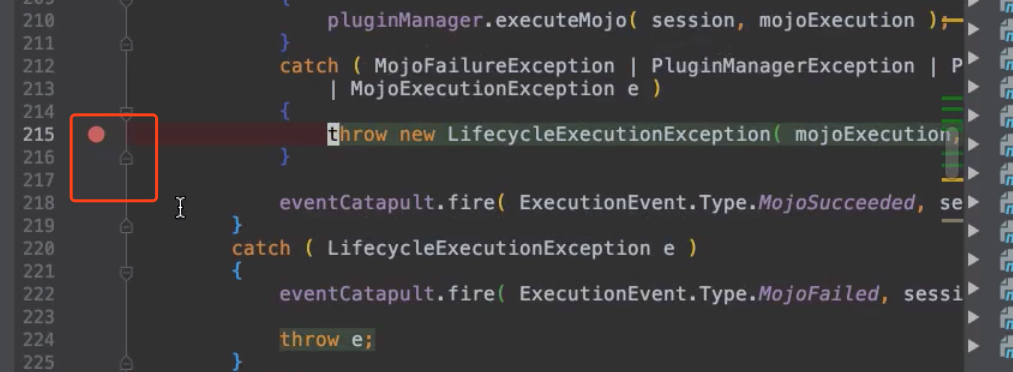 210 pluginManager.executeMojo( session, mojoExecution );
211 }
212 catch ( MojoFailureException | PluginManagerException | P
213 | MojoExecutionException e )
214 {
215 throw new LifecycleExecutionException( mojoExecution,
216 }
217
218 eventCatapult.fire( ExecutionEvent.Type.MojoSucceeded, se
219 }
220 catch ( LifecycleExecutionException e )
221 {
222 eventCatapult.fire( ExecutionEvent.Type.MojoFailed, sessi
223
224 throw e;
225 }